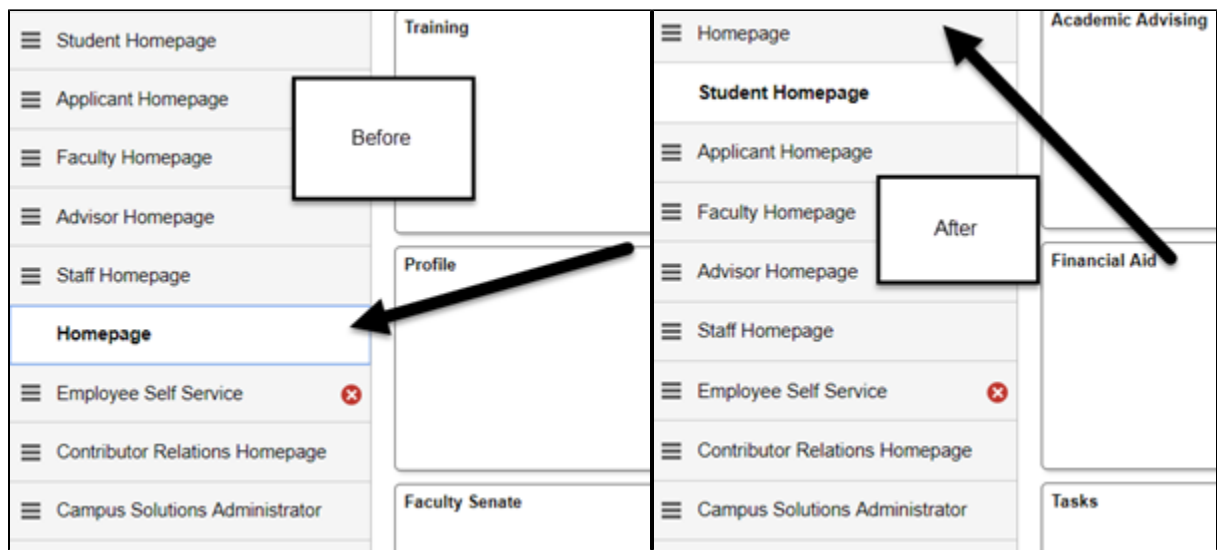 Student Homepage
Applicant Homepage
Faculty Homepage
Advisor Homepage
Staff Homepage
Homepage
Employee Self Service
Contributor Relations Homepage
Campus Solutions Administrator
Before
Training
Profile
Faculty Senate
Homepage
Student Homepage
Applicant Homepage
Faculty Homepage
Advisor Homepage
Staff Homepage
Employee Self Service
Contributor Relations Homepage
Campus Solutions Administrator
After
Academic Advising
Financial Aid
Tasks